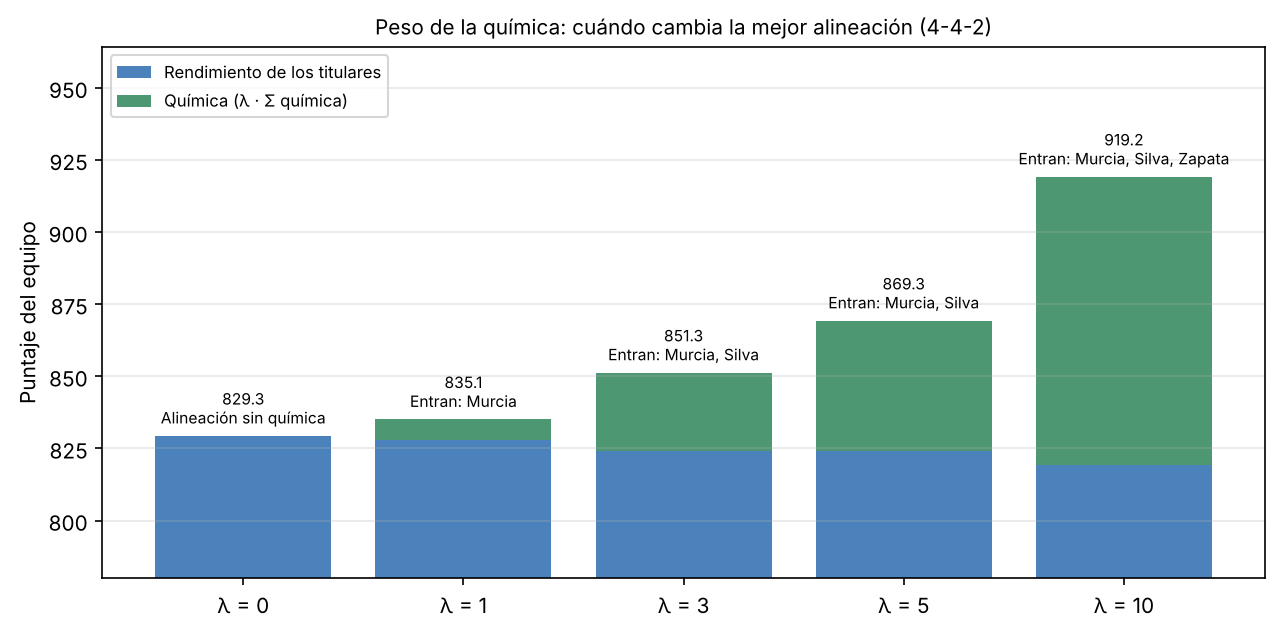 Peso de la química: cuándo cambia la mejor alineación (4-4-2)
Rendimiento de los titulares
Química (λ · Σ química)
Puntaje del equipo
950
925
900
875
850
825
800
829.3
Alineación sin química
835.1
Entran: Murcia
851.3
Entran: Murcia, Silva
869.3
Entran: Murcia, Silva
919.2
Entran: Murcia, Silva, Zapata
λ = 0
λ = 1
λ = 3
λ = 5
λ = 10